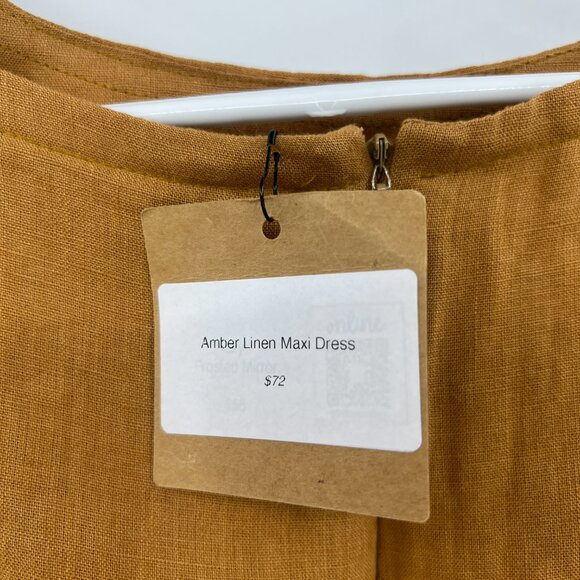 Amber Linen Maxi Dress
$72